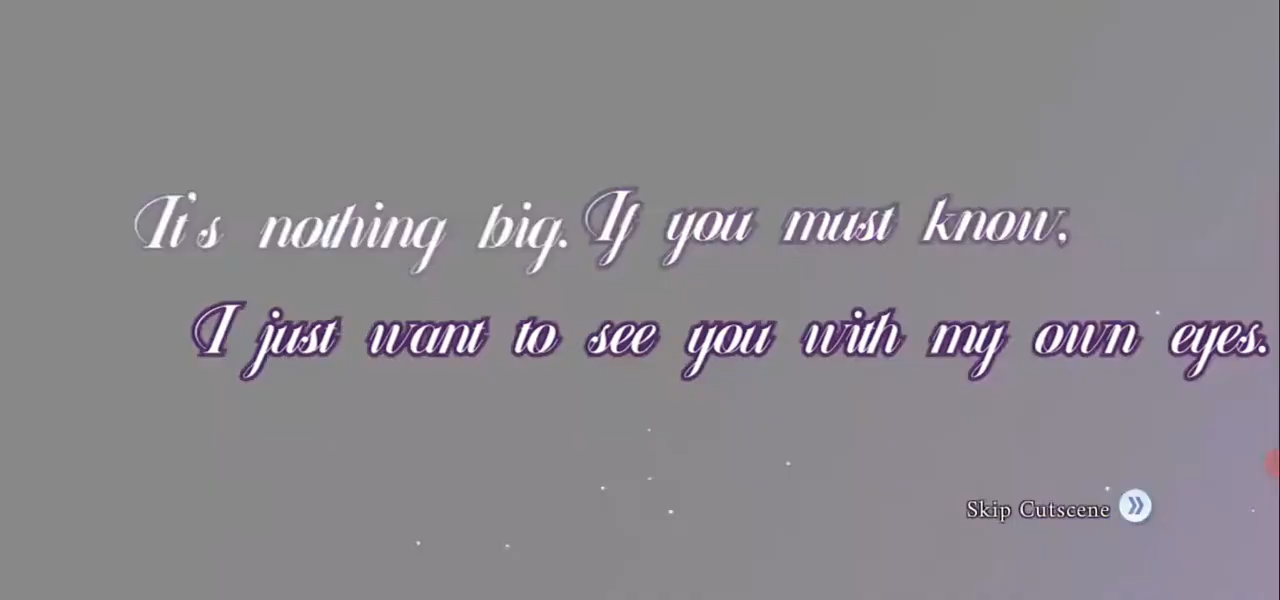 It's nothing big. If you must know,
I just want to see you with my own eyes.
Skip Cutscene